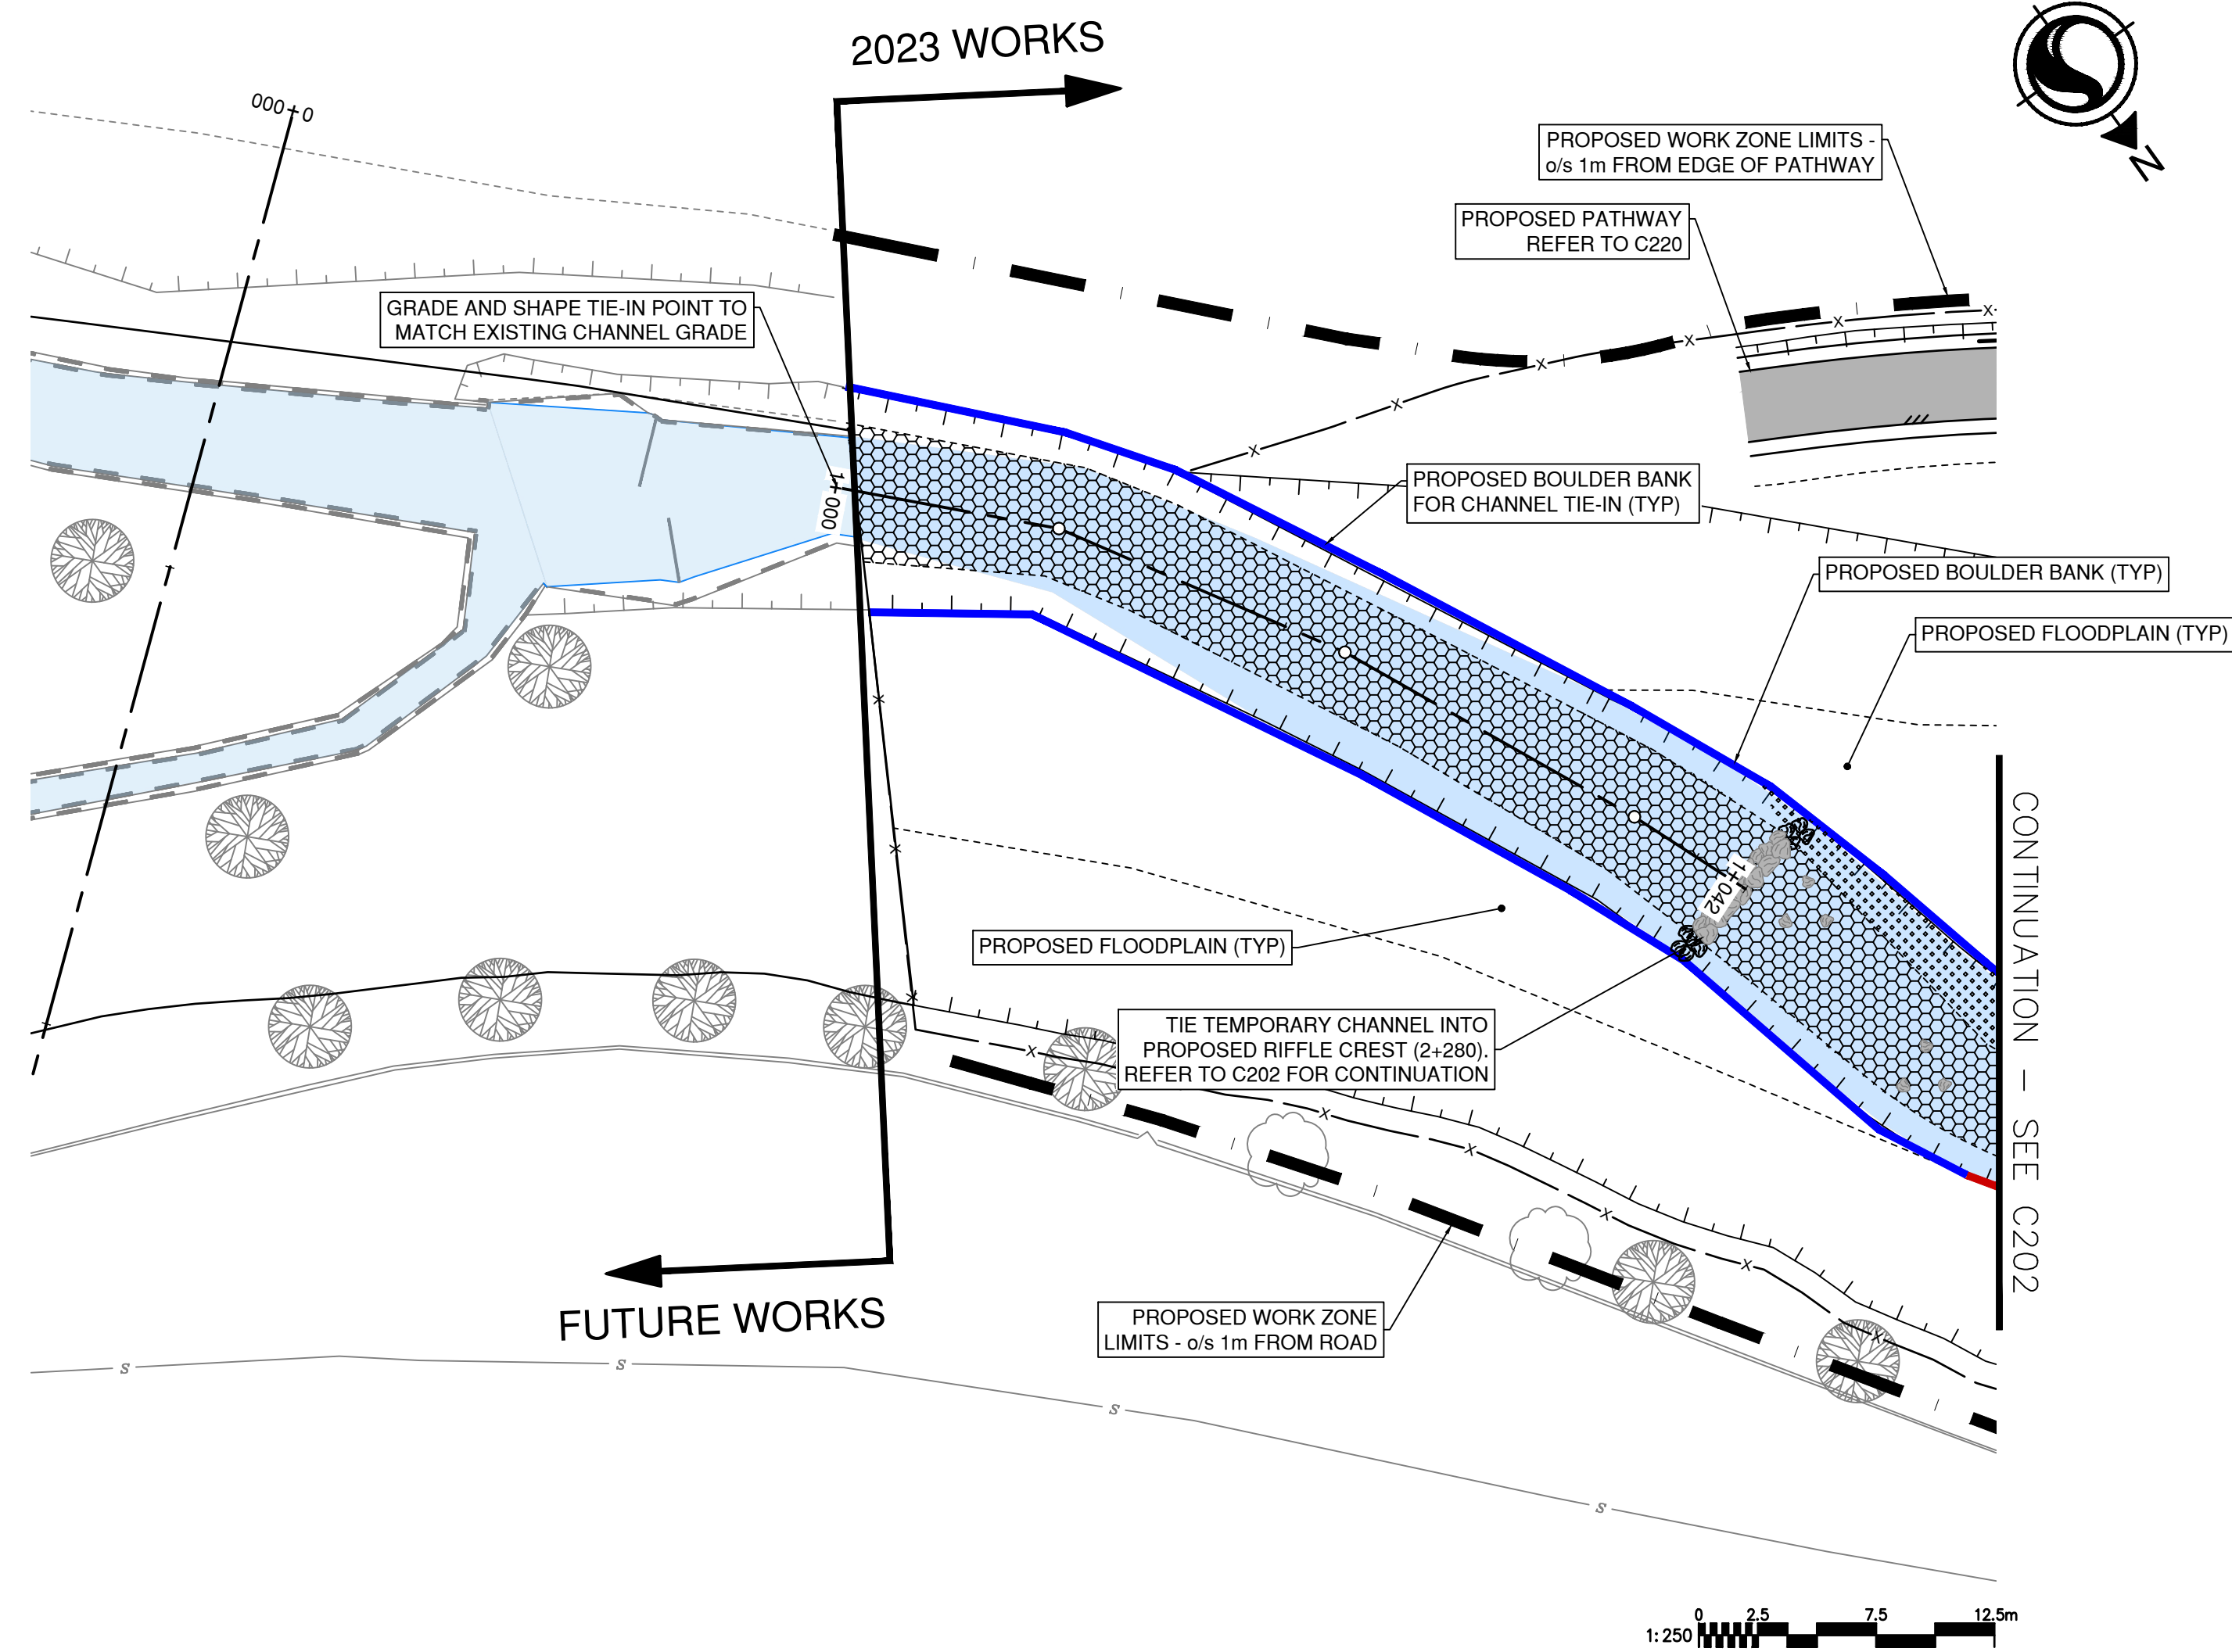 2023 WORKS
0+000
N
PROPOSED WORK ZONE LIMITS -
o/s 1m FROM EDGE OF PATHWAY
PROPOSED PATHWAY
REFER TO C220
GRADE AND SHAPE TIE-IN POINT TO
MATCH EXISTING CHANNEL GRADE
x
x
x
x
x
x
1+000
PROPOSED BOULDER BANK
FOR CHANNEL TIE-IN (TYP)
PROPOSED BOULDER BANK (TYP)
PROPOSED FLOODPLAIN (TYP)
x
x
x
1+042
PROPOSED FLOODPLAIN (TYP)
CONTINUATION – SEE C202
TIE TEMPORARY CHANNEL INTO
PROPOSED RIFFLE CREST (2+280).
REFER TO C202 FOR CONTINUATION
x
x
x
x
x
x
PROPOSED WORK ZONE
LIMITS - o/s 1m FROM ROAD
FUTURE WORKS
S
S
S
S
0 2.5 7.5 12.5m
1:250